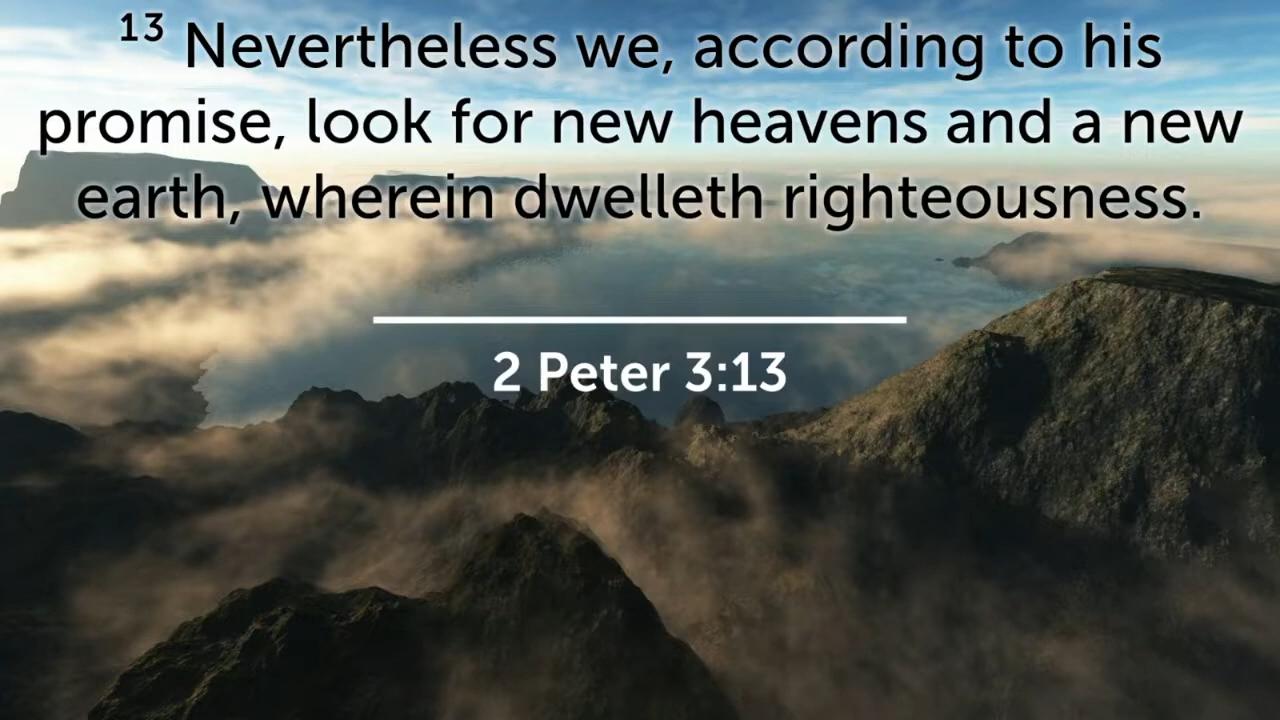 13 Nevertheless we, according to his
promise, look for new heavens and a new
earth, wherein dwelleth righteousness.
2 Peter 3:13